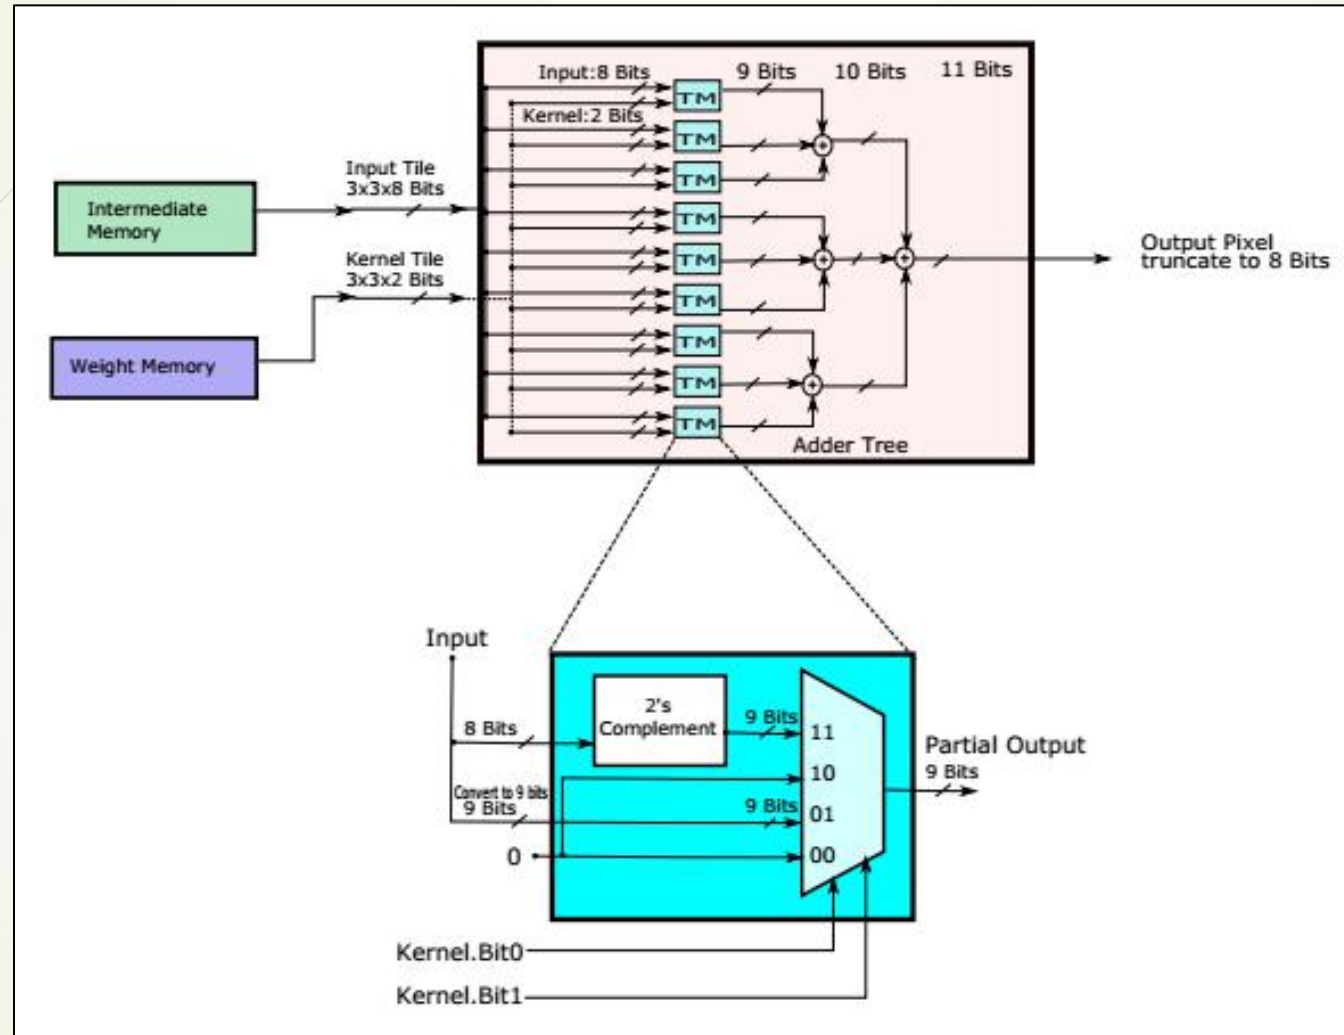 Input:8 Bits
9 Bits
10 Bits
11 Bits
Kernel:2 Bits
TM
TM
TM
TM
TM
TM
TM
TM
TM
Adder Tree
Intermediate
Memory
Input Tile
3x3x8 Bits
Kernel Tile
3x3x2 Bits
Weight Memory
Output Pixel
truncate to 8 Bits
Input
8 Bits
2's
Complement
9 Bits
11
10
Convert to 9 bits
9 Bits
9 Bits
01
0
00
Partial Output
9 Bits
Kernel.Bit0
Kernel.Bit1